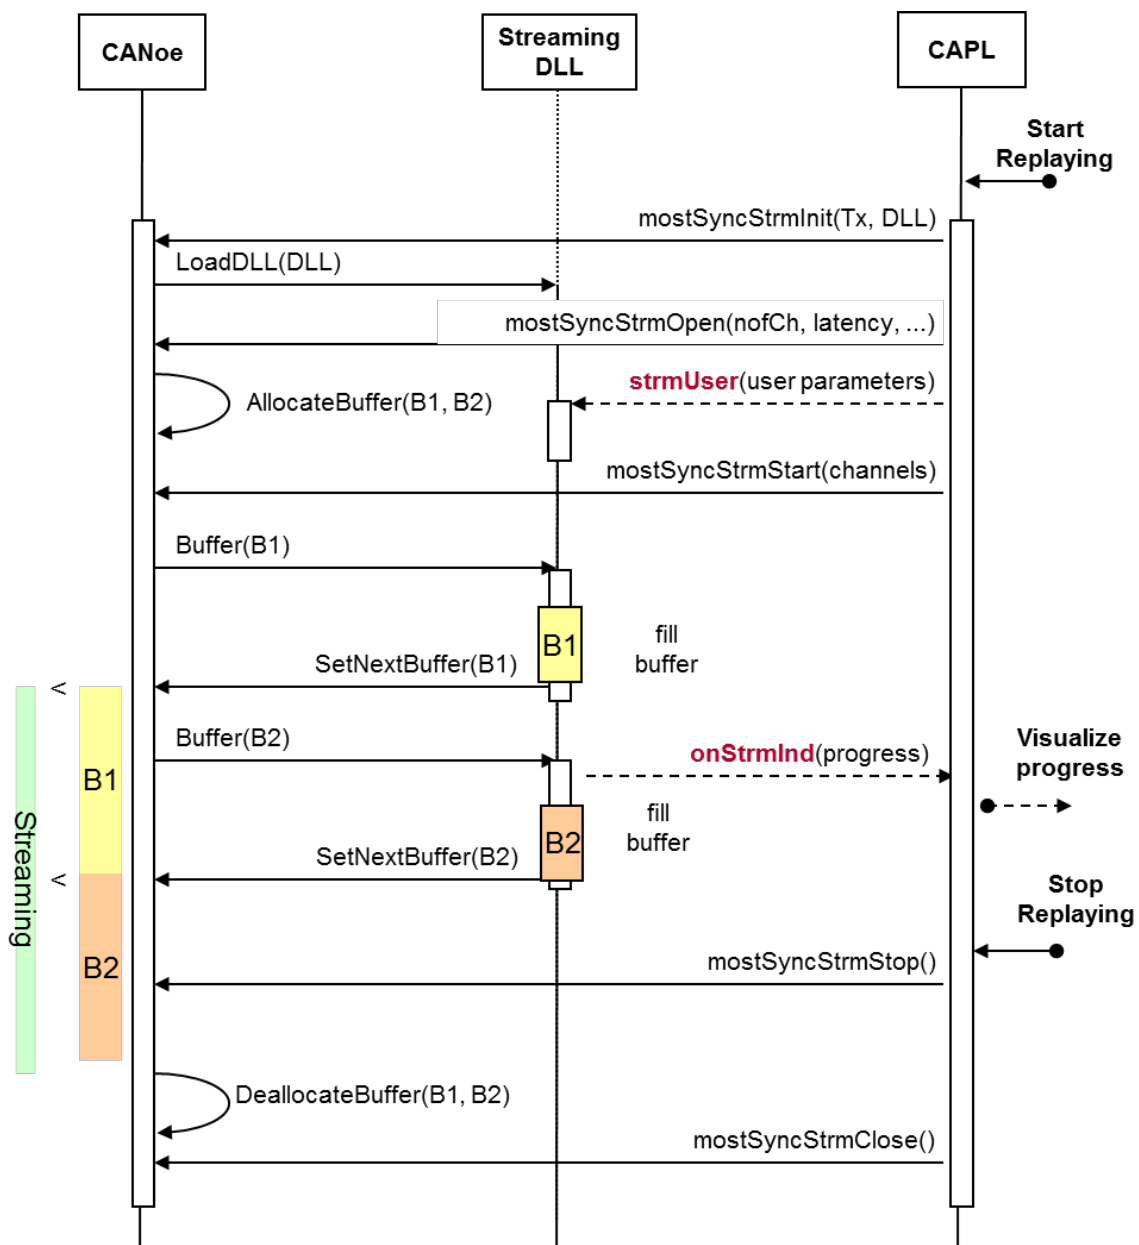 CANoe
Streaming
DLL
CAPL
Start
Replaying
mostSyncStrmInit(Tx, DLL)
LoadDLL(DLL)
mostSyncStrmOpen(nofCh, latency, ...)
strmUser(user parameters)
AllocateBuffer(B1, B2)
mostSyncStrmStart(channels)
Buffer(B1)
B1
fill
buffer
SetNextBuffer(B1)
<
Buffer(B2)
onStrmInd(progress)
Visualize
progress
B1
fill
buffer
B2
SetNextBuffer(B2)
<
Streaming
Stop
Replaying
B2
mostSyncStrmStop()
DeallocateBuffer(B1, B2)
mostSyncStrmClose()